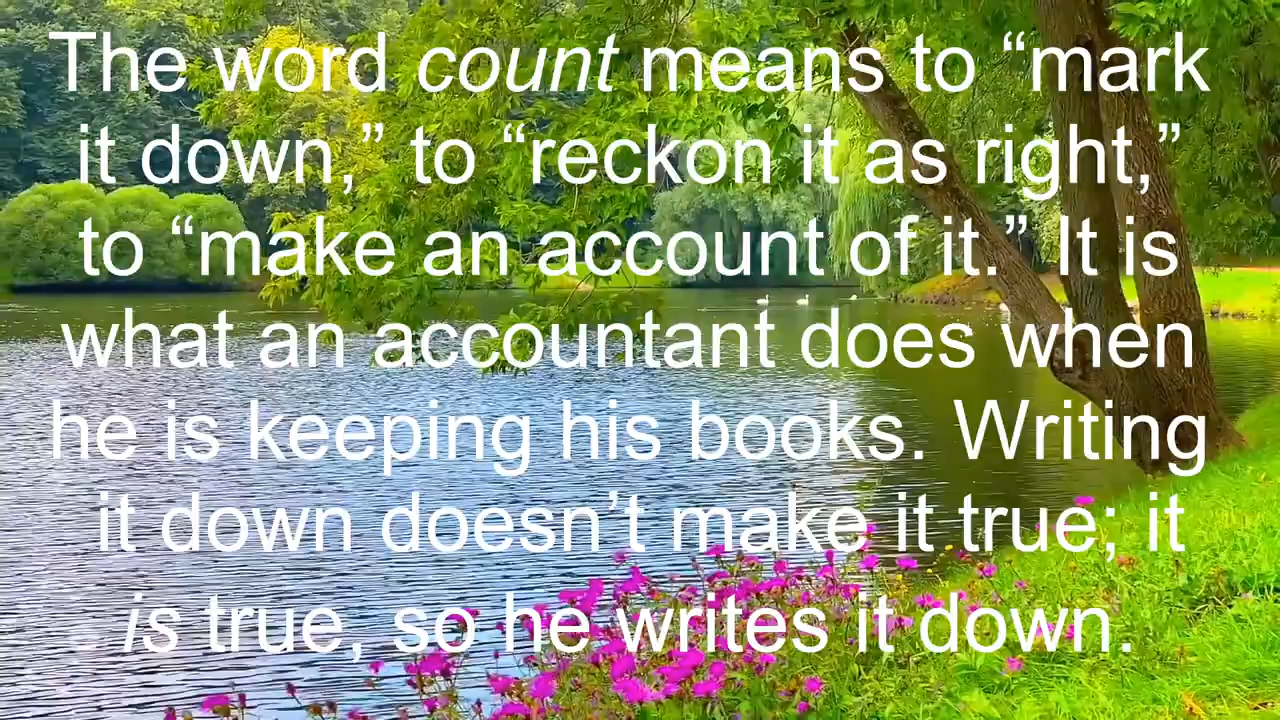 The word count means to “mark
it down,” to “reckon it as right,”
to “make an account of it.” It is
what an accountant does when
he is keeping his books. Writing
it down doesn’t make it true; it
is true, so he writes it down.